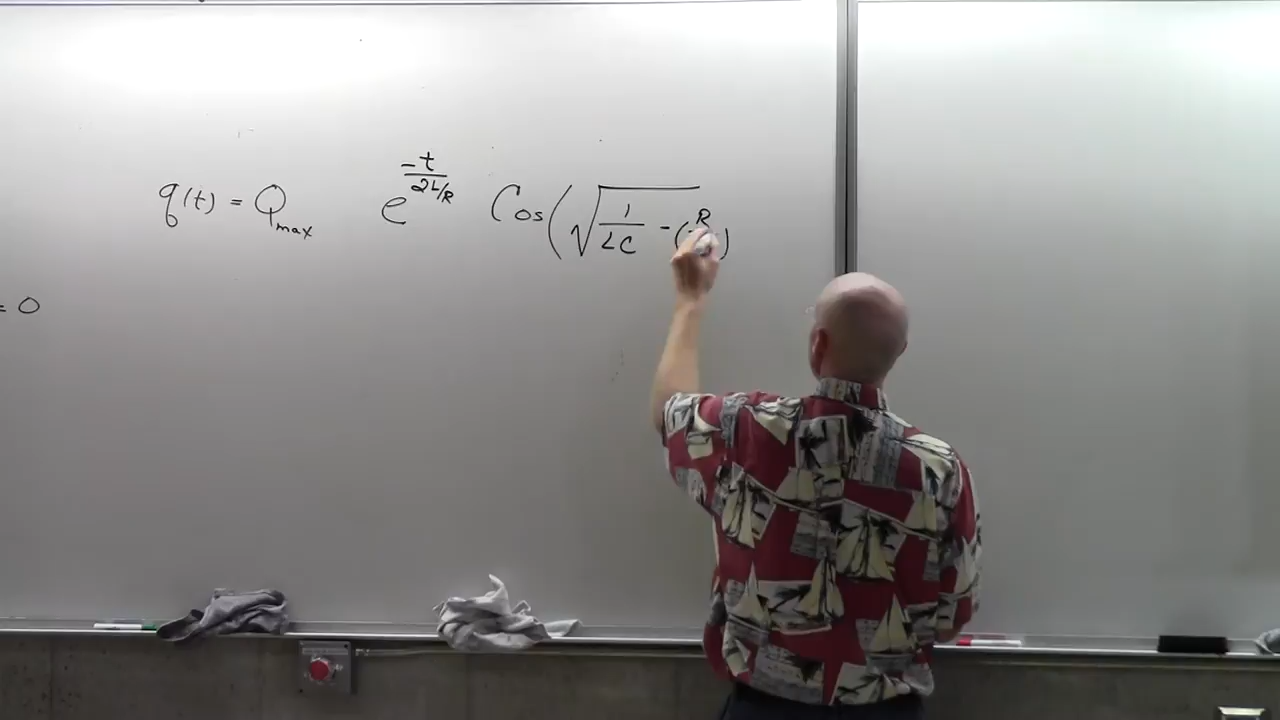 q(t) = Q_max e^(-t/(2L/R)) Cos(√(1/LC - (R )
= 0